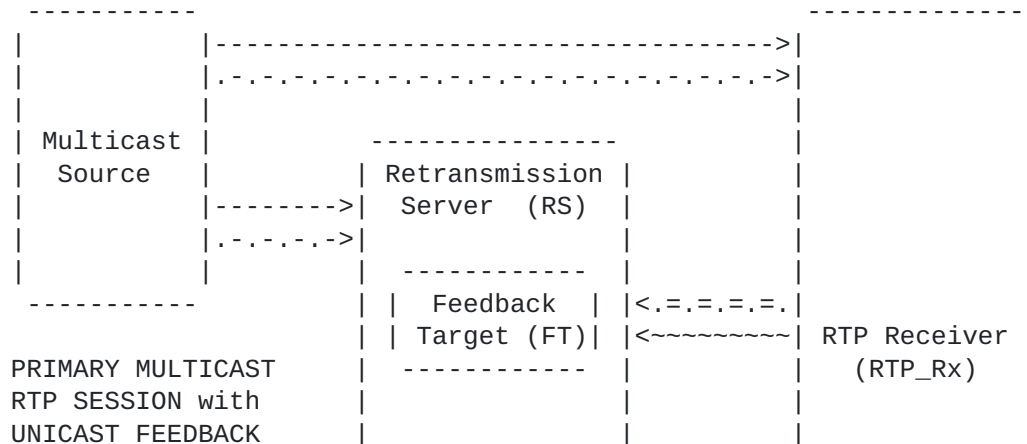 -----------                                       --------------
|           |------------------------------------>|
|           |.-.-.-.-.-.-.-.-.-.-.-.-.-.-.-.-.-.->|
|           |                                     |
| Multicast |          ----------------           |
|  Source   |         | Retransmission |          |
|           |-------->|  Server  (RS)  |          |
|           |.-.-.-.->|                |          |
|           |         |  ------------  |          |
 -----------          | |  Feedback  | |<.=.=.=.=.|
                      | | Target (FT)| |<~~~~~~~~~| RTP Receiver
PRIMARY MULTICAST     |  ------------  |          |   (RTP_Rx)
RTP SESSION with      |                |          |
UNICAST FEEDBACK      |                |          |